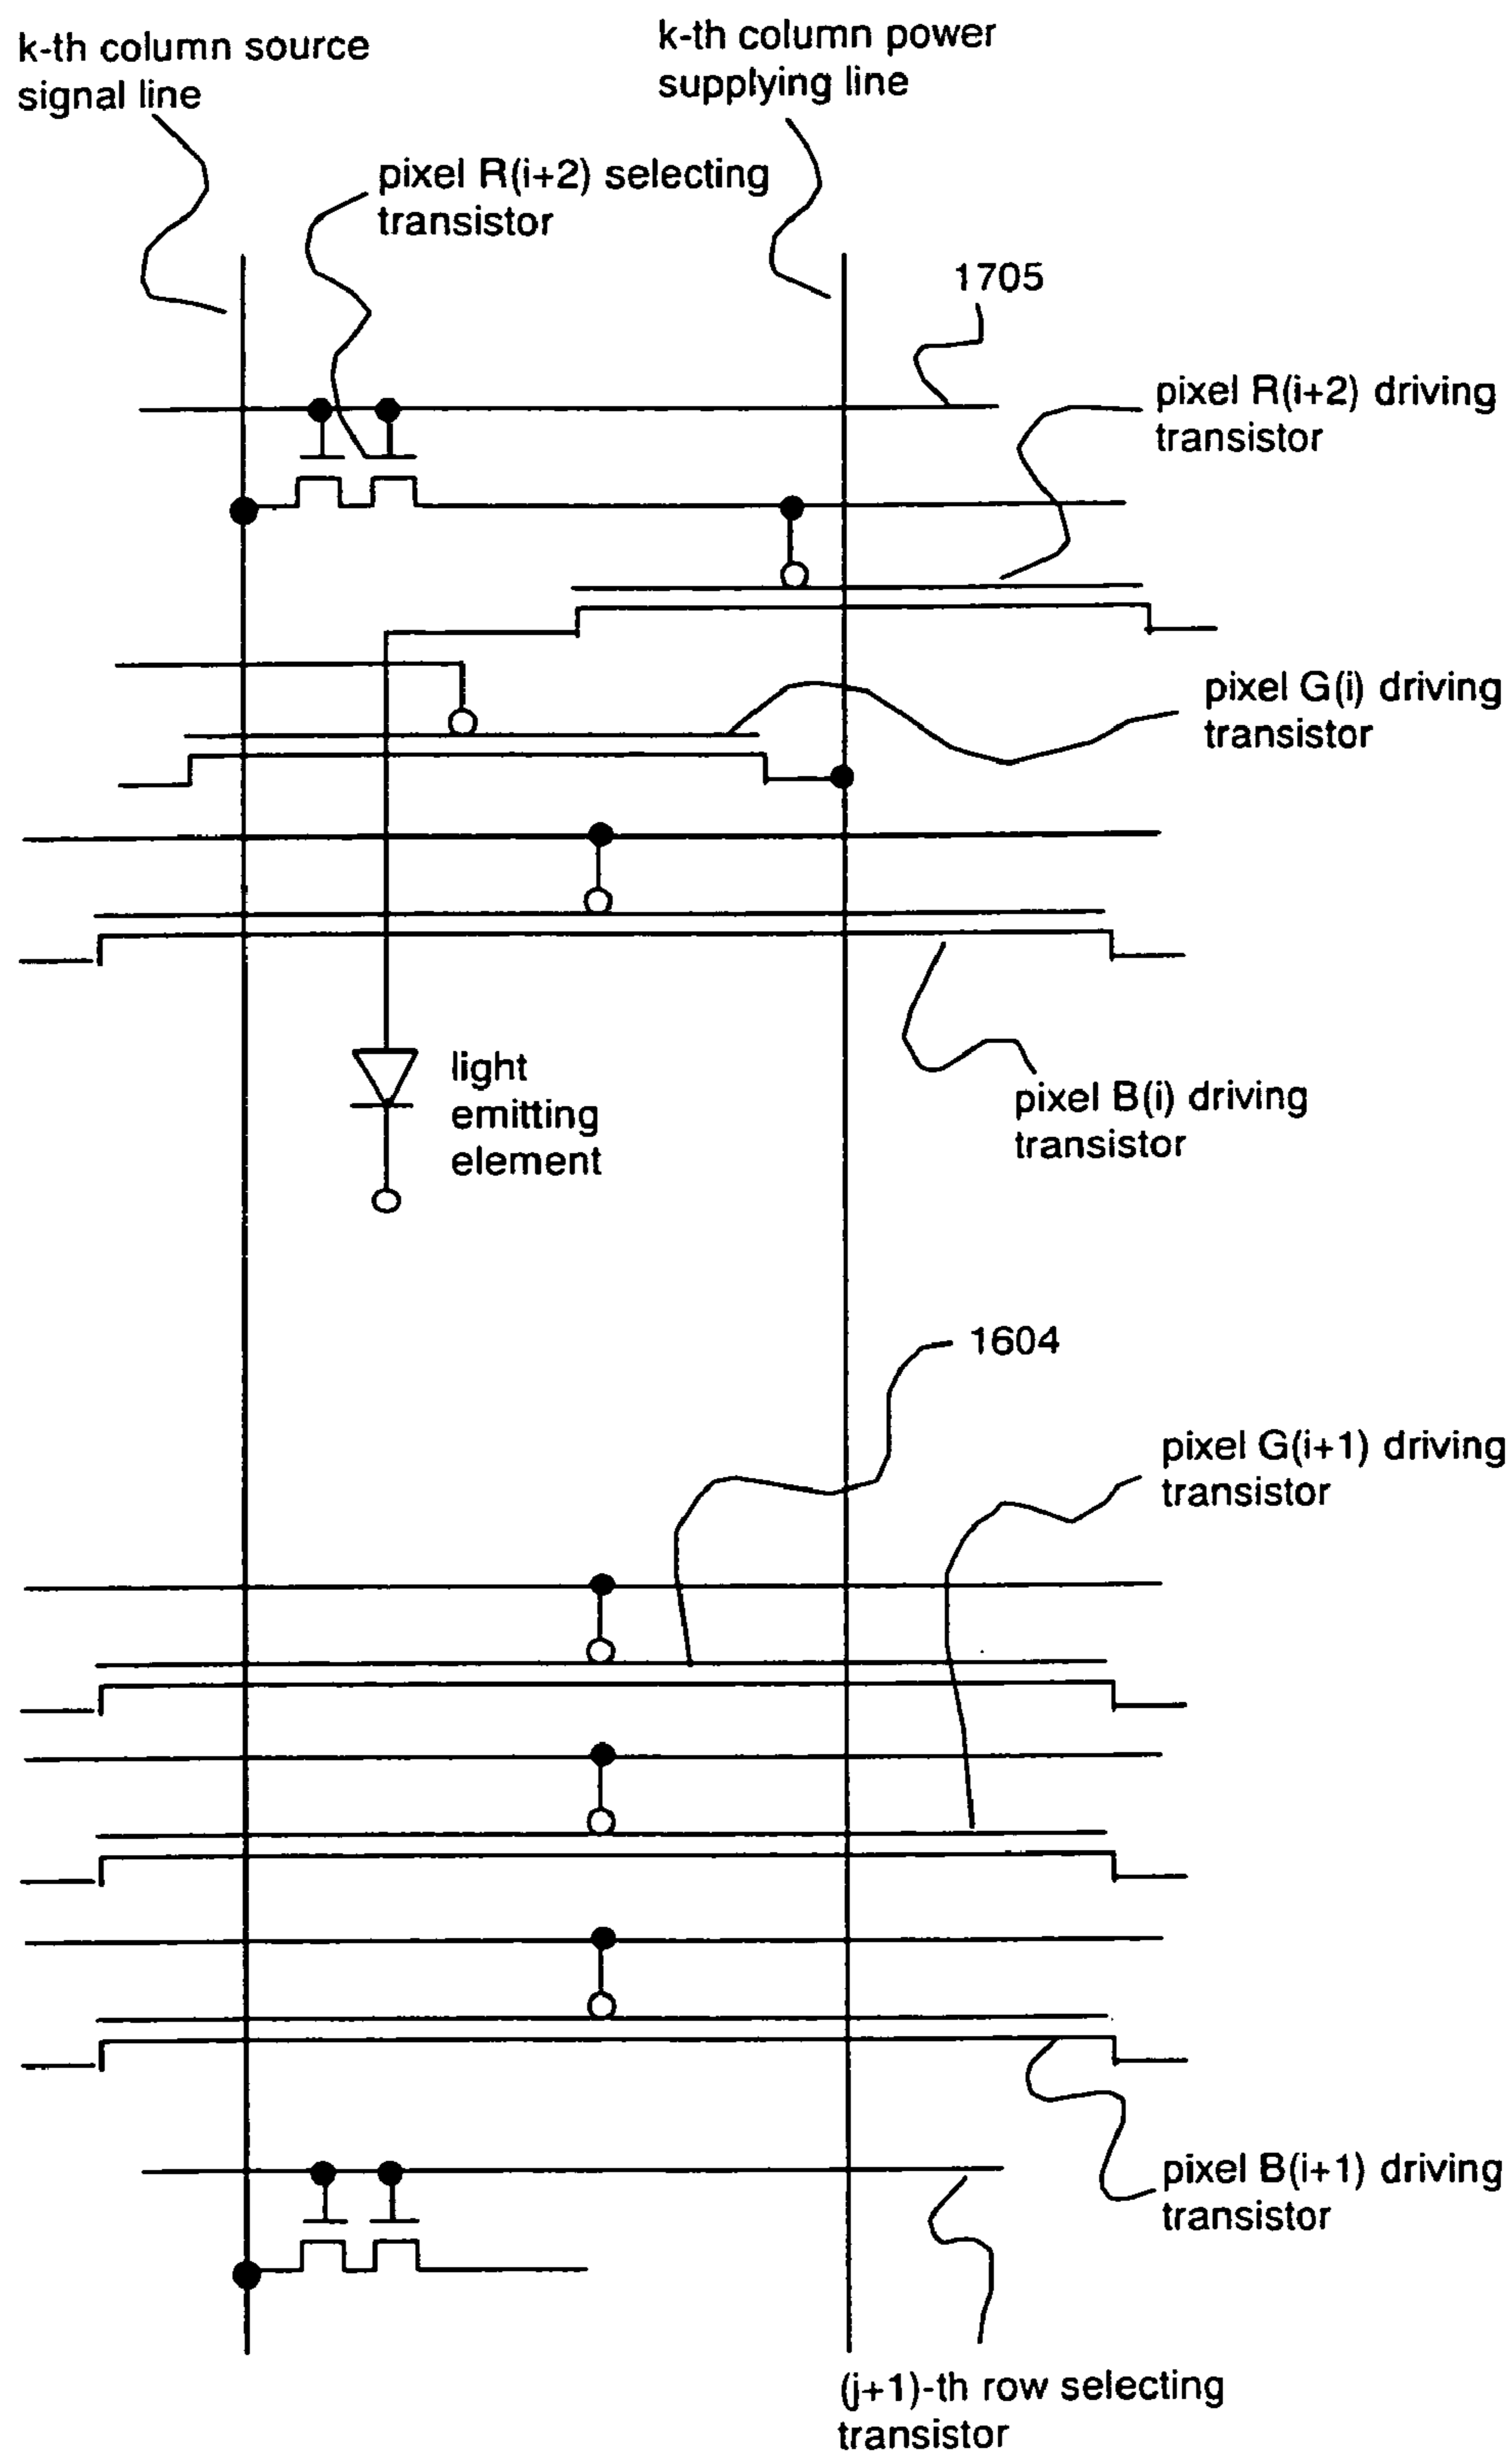 k-th column source
signal line
k-th column power
supplying line
pixel R(i+2) selecting
transistor
1705
pixel R(i+2) driving
transistor
pixel G(i) driving
transistor
light
emitting
element
pixel B(i) driving
transistor
1604
pixel G(i+1) driving
transistor
pixel B(i+1) driving
transistor
(j+1)-th row selecting
transistor